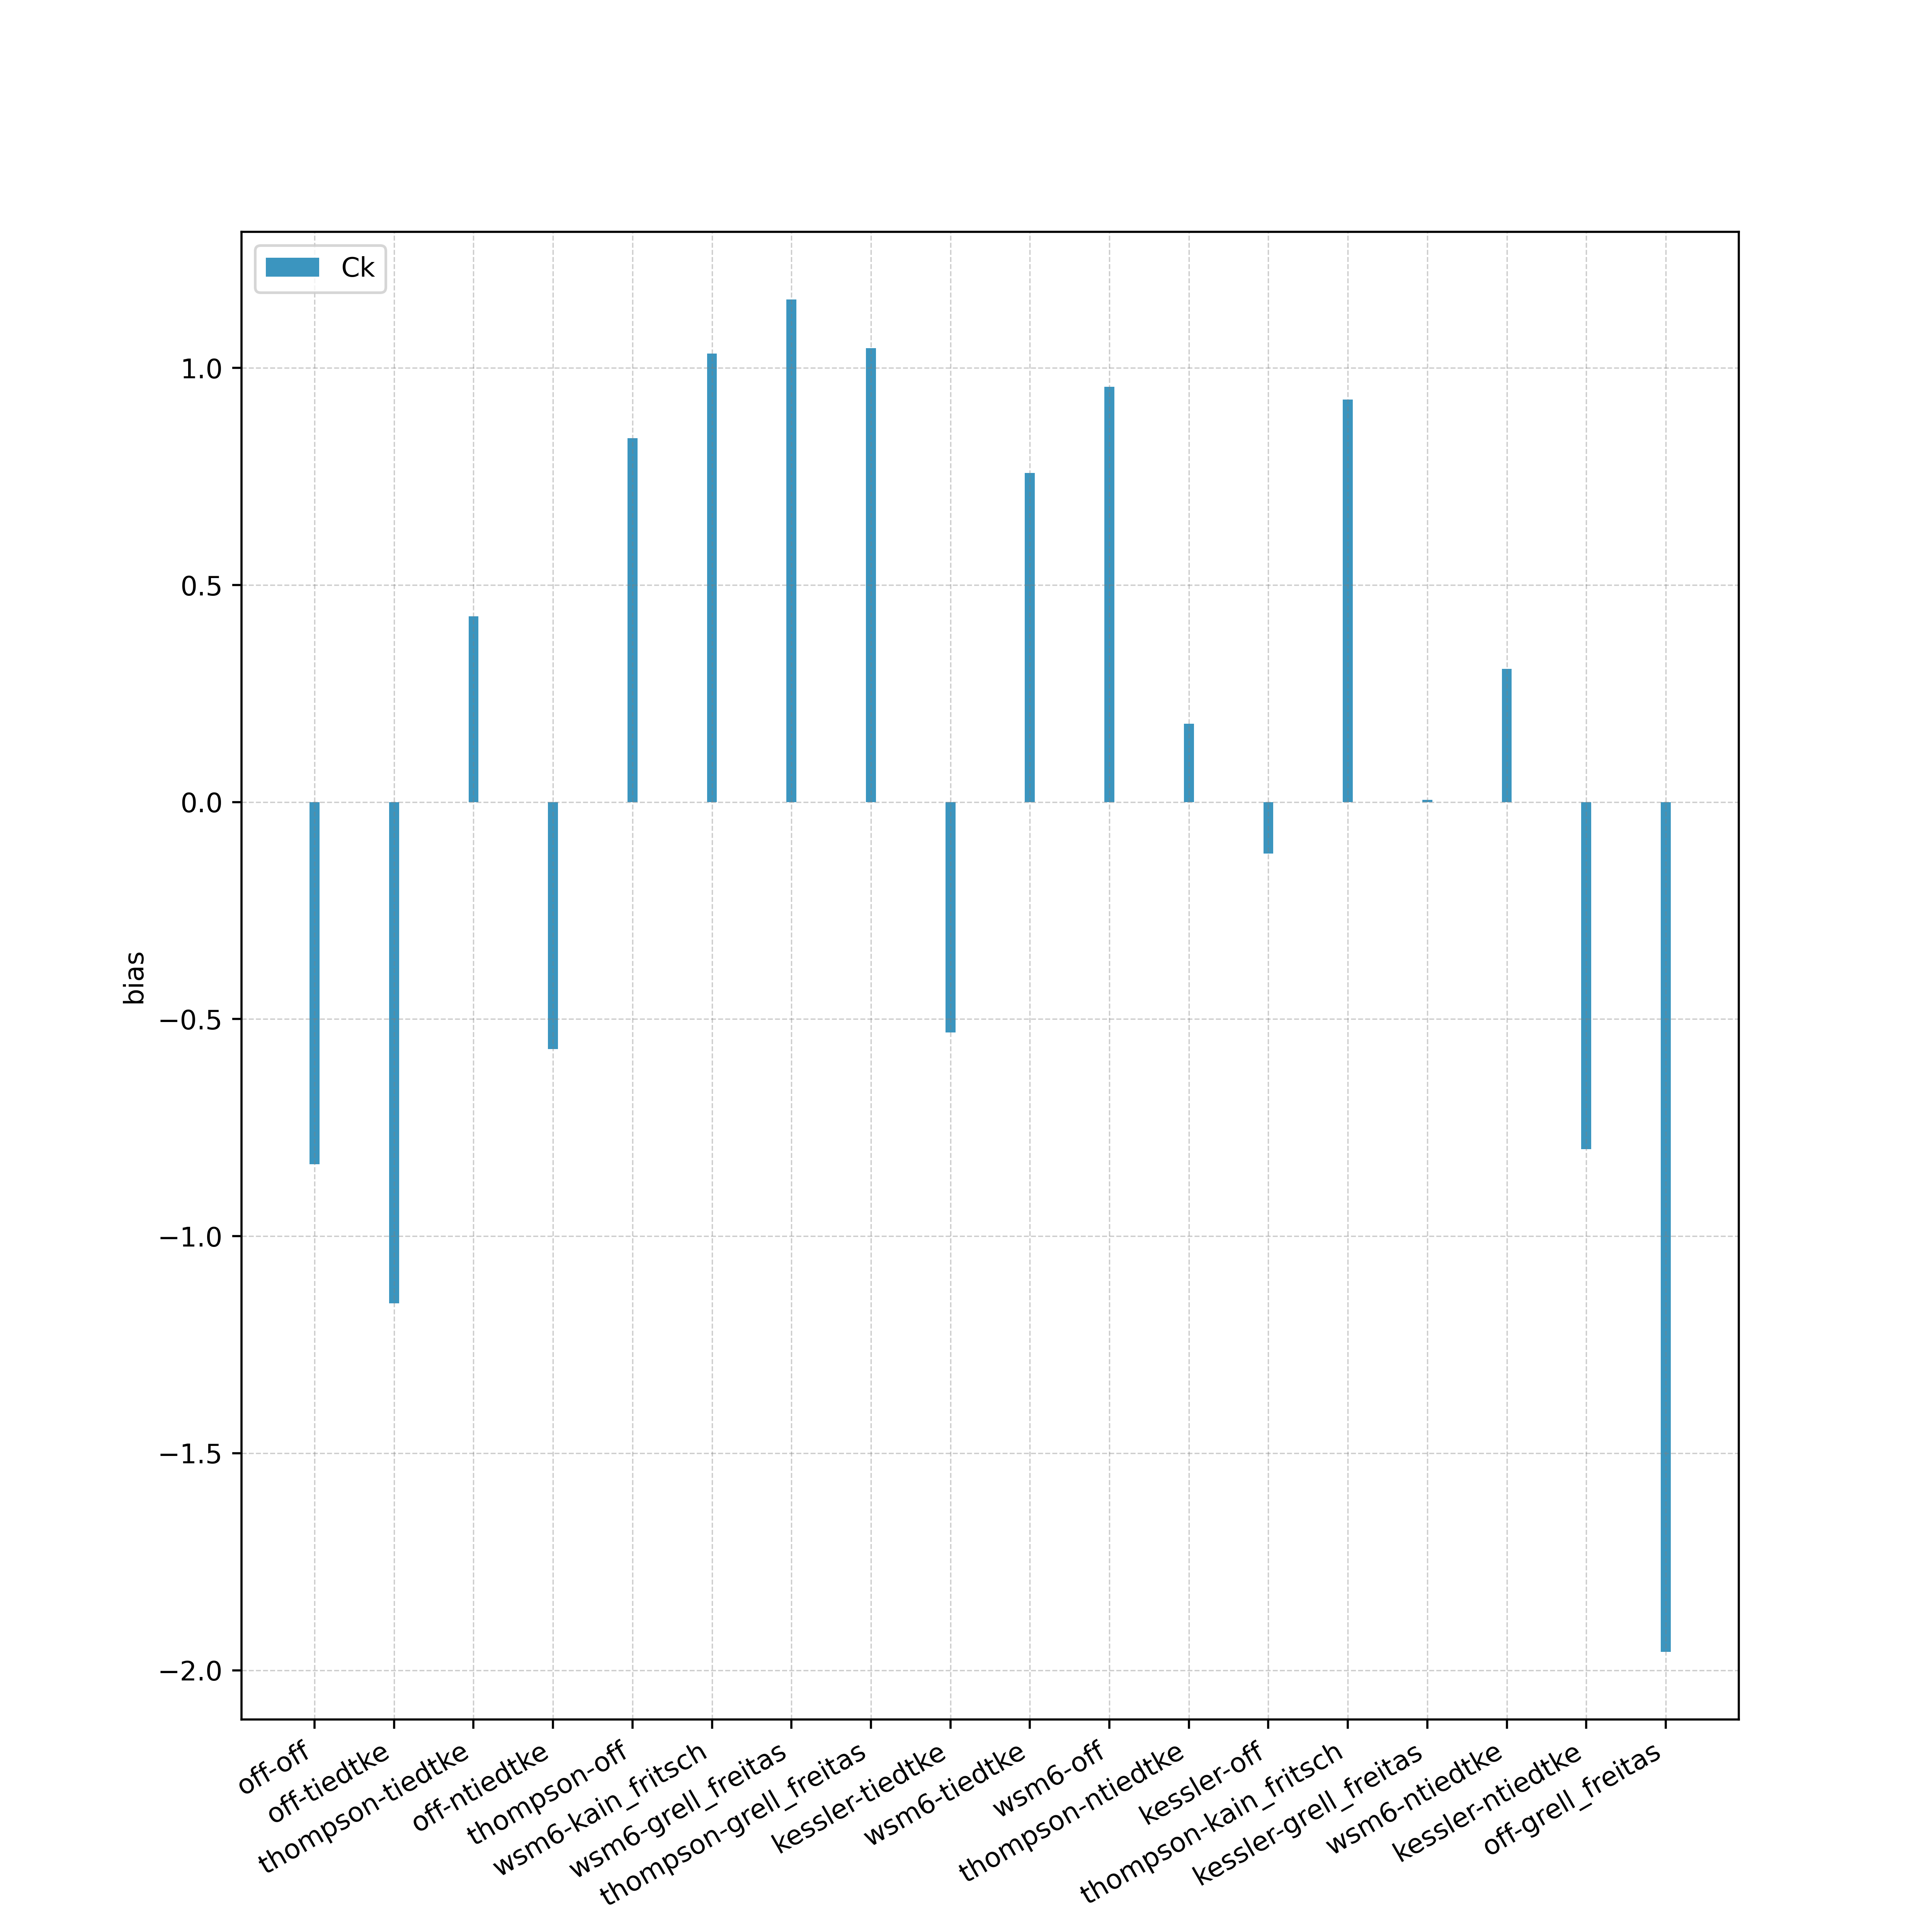 Ck
1.0
0.5
0.0
−0.5
−1.0
−1.5
−2.0
bias
off-off
off-tiedtke
thompson-tiedtke
off-ntiedtke
thompson-off
wsm6-kain_fritsch
wsm6-grell_freitas
thompson-grell_freitas
kessler-tiedtke
wsm6-tiedtke
wsm6-off
thompson-ntiedtke
kessler-off
thompson-kain_fritsch
kessler-grell_freitas
wsm6-ntiedtke
kessler-ntiedtke
off-grell_freitas